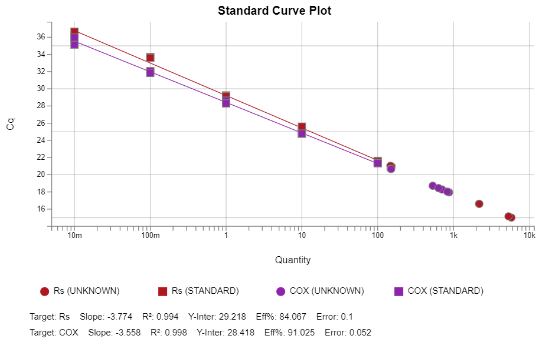 Standard Curve Plot
36
34
32
30
28
26
24
22
20
18
16
Cq
10m
100m
1
10
100
1k
10k
Quantity
Rs (UNKNOWN)
Rs (STANDARD)
COX (UNKNOWN)
COX (STANDARD)
Target: Rs Slope: -3.774 R²: 0.994 Y-Inter: 29.218 Eff%: 84.067 Error: 0.1
Target: COX Slope: -3.558 R²: 0.998 Y-Inter: 28.418 Eff%: 91.025 Error: 0.052